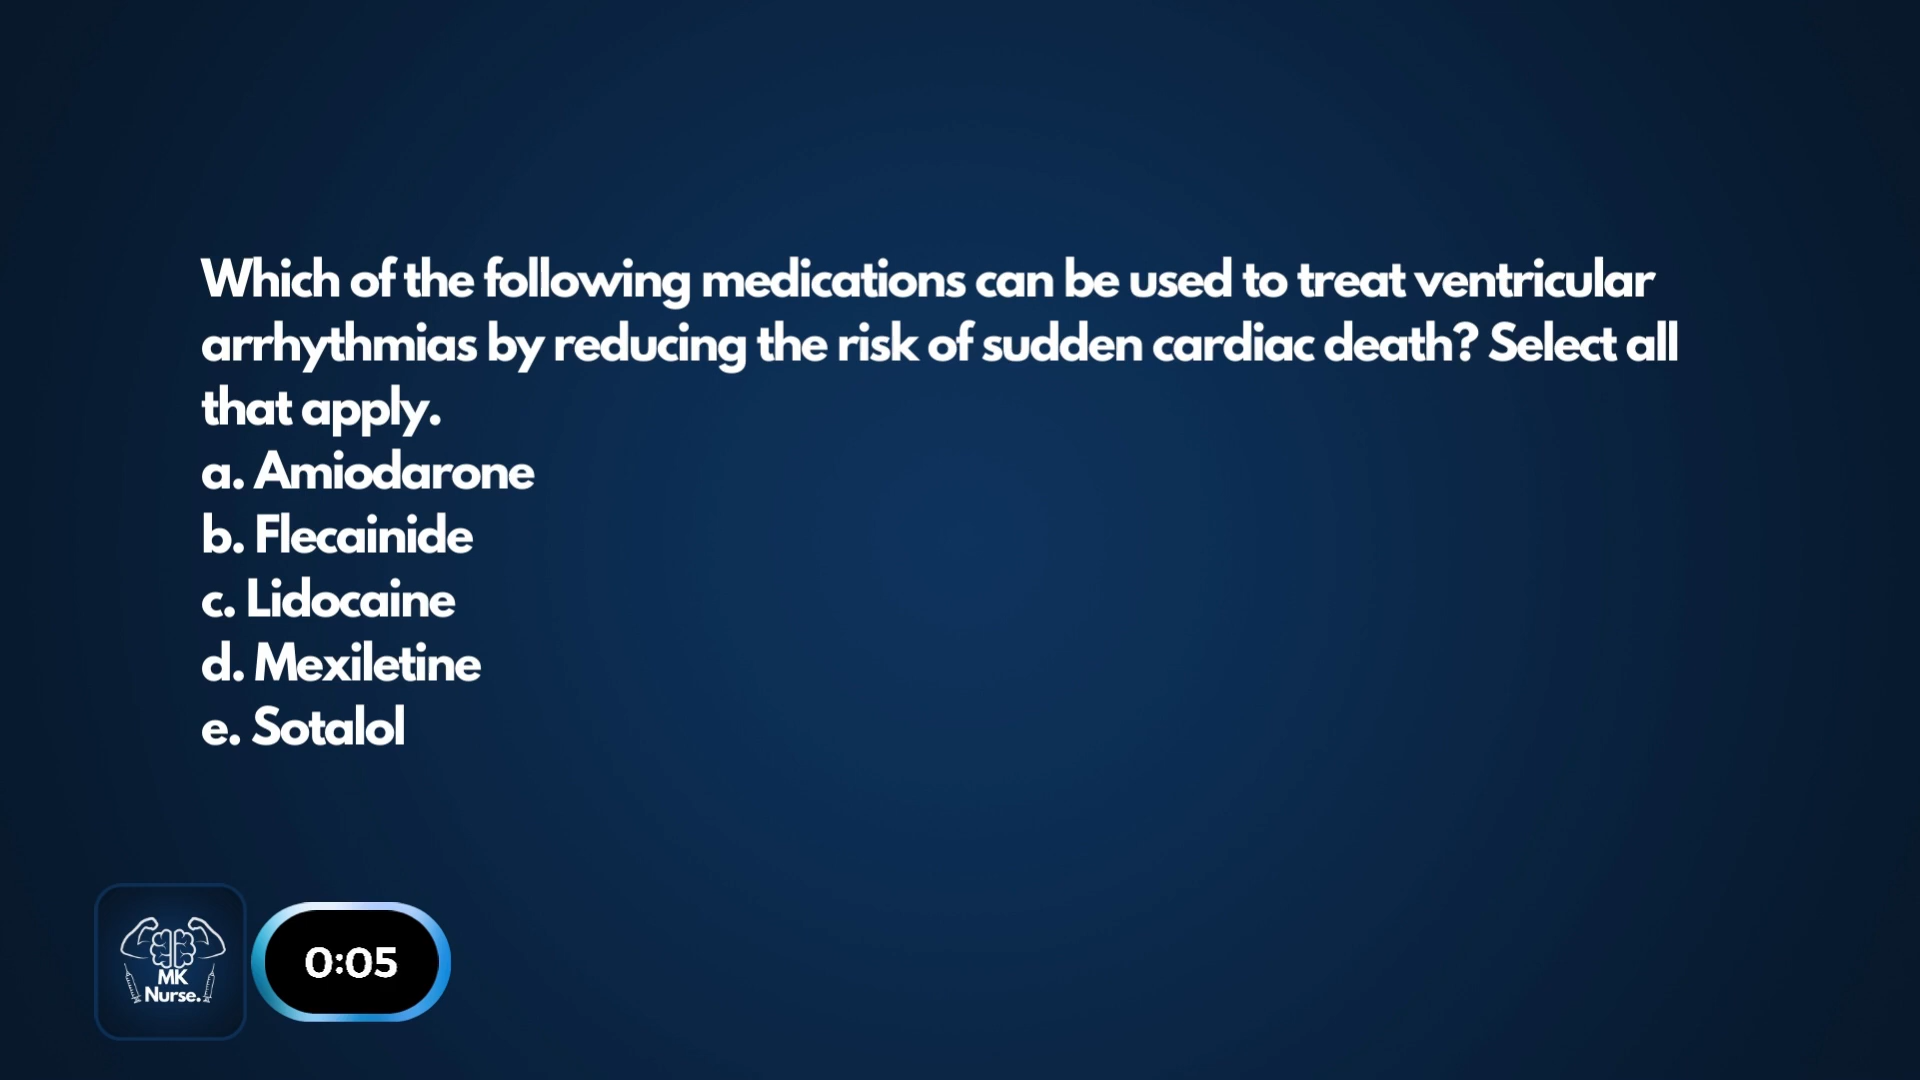 Which of the following medications can be used to treat ventricular
arrhythmias by reducing the risk of sudden cardiac death? Select all
that apply.
a. Amiodarone
b. Flecainide
c. Lidocaine
d. Mexiletine
e. Sotalol
MK
Nurse.
0:05